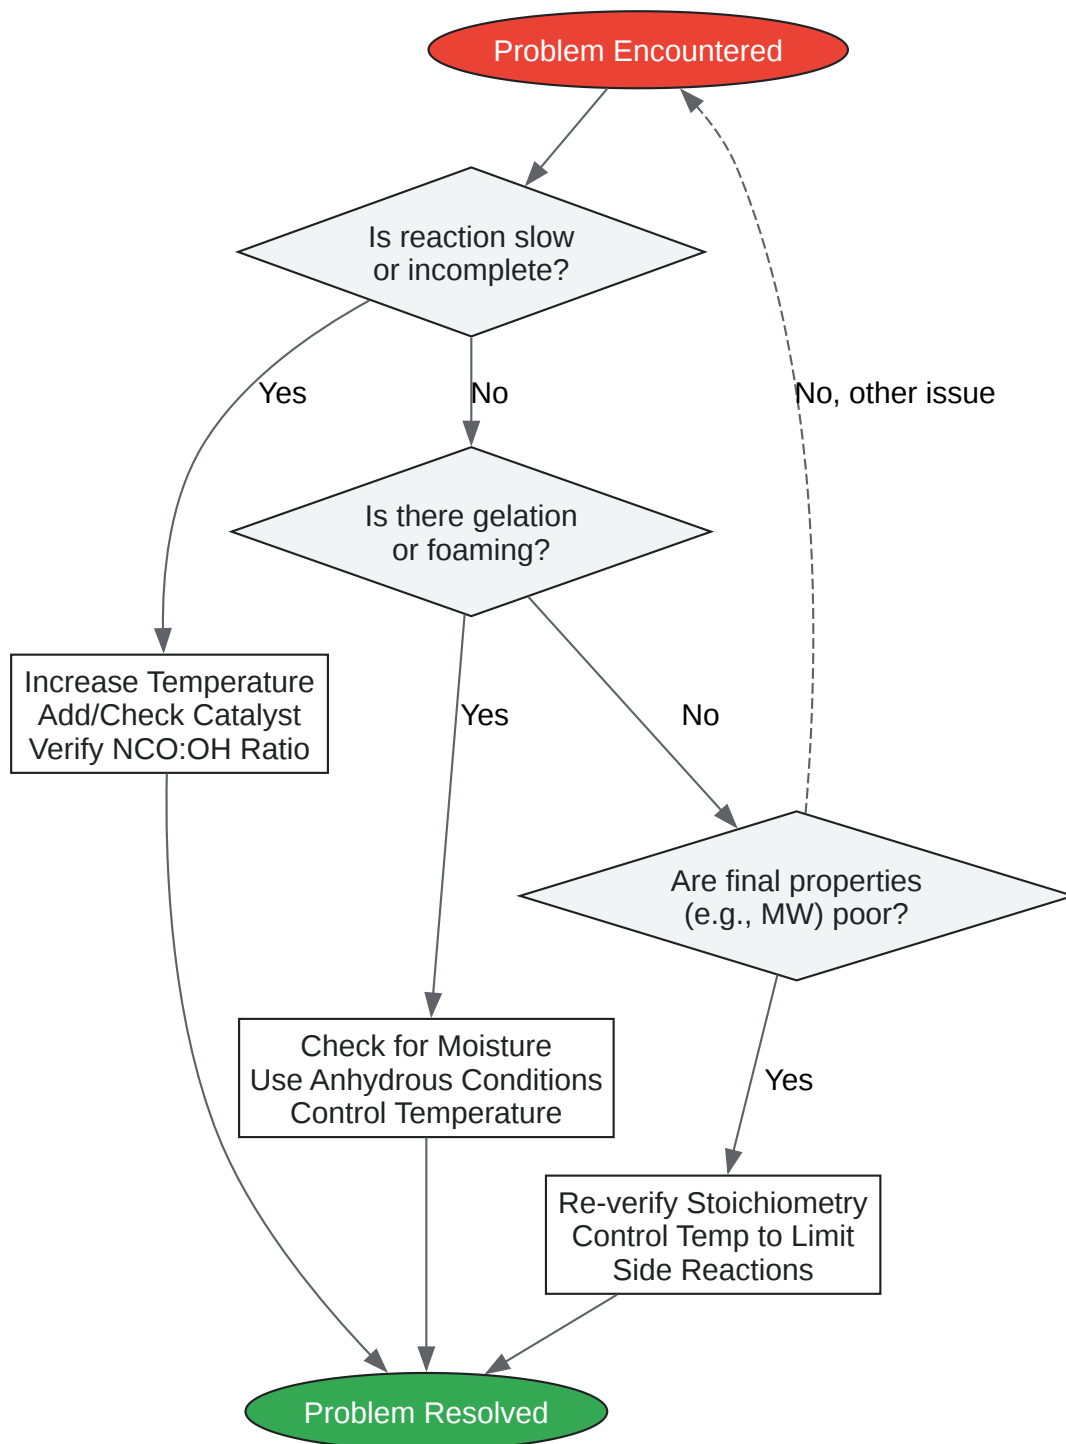 Problem Encountered
Is reaction slow
or incomplete?
Yes
No
No, other issue
Is there gelation
or foaming?
Increase Temperature
Add/Check Catalyst
Verify NCO:OH Ratio
Yes
No
Are final properties
(e.g., MW) poor?
Check for Moisture
Use Anhydrous Conditions
Control Temperature
Yes
Re-verify Stoichiometry
Control Temp to Limit
Side Reactions
Problem Resolved